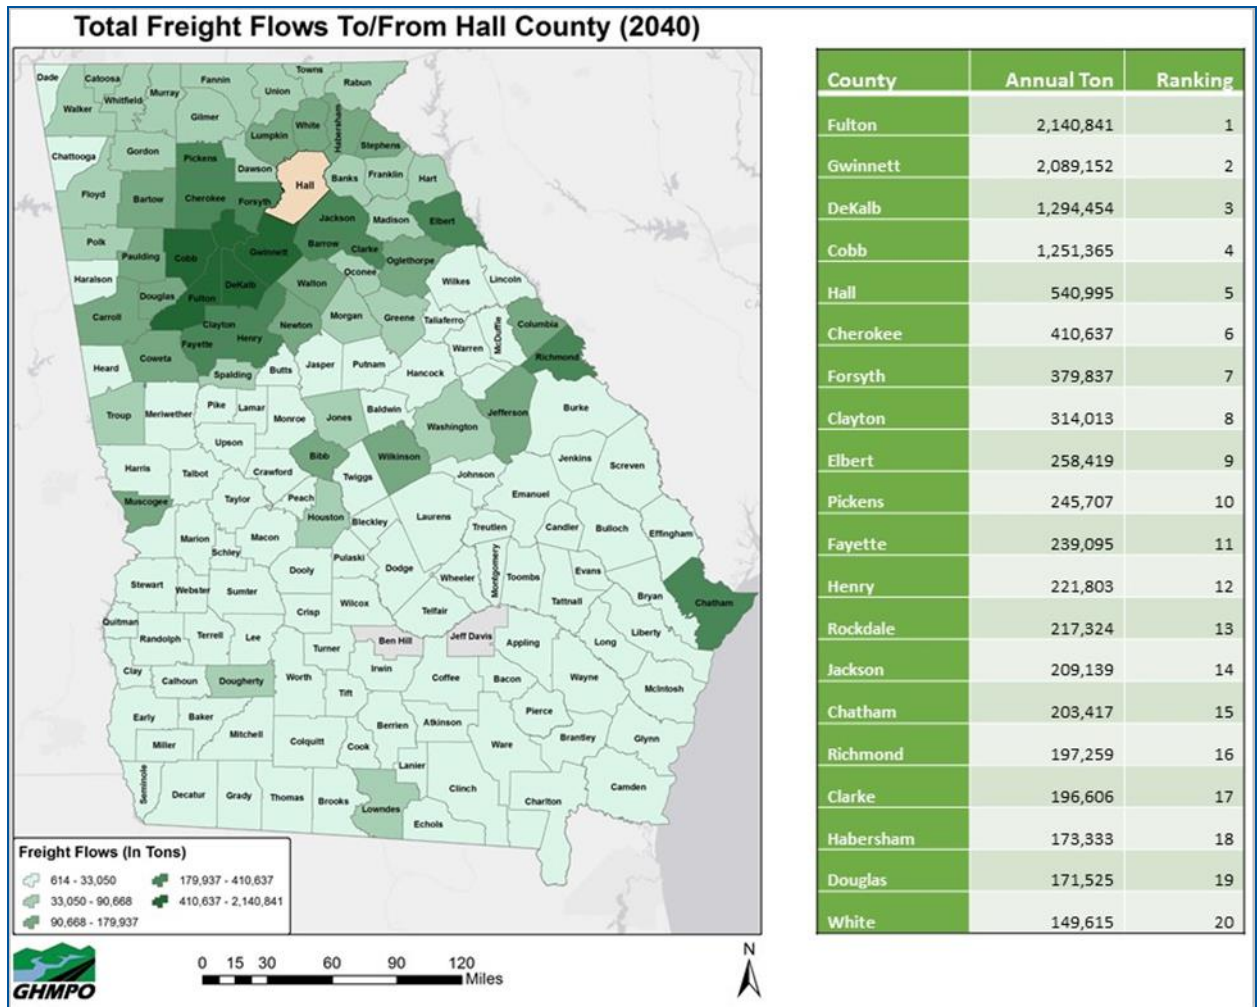 Total Freight Flows To/From Hall County (2040)
Dade
Catoosa
Fannin
Towns
Rabun
Union
Murray
Whitfield
Walker
Gilmer
White
Habersham
Lumpkin
Stephens
Chattooga
Gordon
Pickens
Dawson
Hall
Banks
Franklin
Hart
Floyd
Bartow
Cherokee
Forsyth
Jackson
Madison
Elbert
Polk
Paulding
Cobb
Gwinnett
Barrow
Clarke
Oglethorpe
Haralson
DeKalb
Oconee
Wilkes
Lincoln
Douglas
Fulton
Walton
Carroll
Clayton
Newton
Morgan
Greene
Taliaferro
McDuffie
Columbia
Fayette
Henry
Warren
Richmond
Coweta
Heard
Spalding
Butts
Jasper
Putnam
Hancock
Troup
Meriwether
Pike
Lamar
Monroe
Jones
Baldwin
Washington
Jefferson
Burke
Upson
Bibb
Wilkinson
Jenkins
Screven
Harris
Talbot
Crawford
Twiggs
Johnson
Emanuel
Muscogee
Taylor
Peach
Houston
Bleckley
Laurens
Treutlen
Candler
Bulloch
Effingham
Marion
Macon
Schley
Pulaski
Dodge
Wheeler
Montgomery
Toombs
Evans
Dooly
Stewart
Webster
Sumter
Crisp
Wilcox
Telfair
Tattnall
Bryan
Chatham
Quitman
Randolph
Terrell
Lee
Ben Hill
Jeff Davis
Appling
Long
Liberty
Turner
Clay
Calhoun
Dougherty
Worth
Irwin
Coffee
Bacon
Wayne
McIntosh
Tift
Early
Baker
Mitchell
Berrien
Atkinson
Pierce
Brantley
Glynn
Miller
Colquitt
Cook
Ware
Lanier
Seminole
Decatur
Grady
Thomas
Brooks
Lowndes
Clinch
Charlton
Camden
Echols
Freight Flows (In Tons)
614 - 33,050
179,937 - 410,637
33,050 - 90,668
410,637 - 2,140,841
90,668 - 179,937
GHMPO
0 15 30 60 90 120
Miles
N
County Annual Ton Ranking
Fulton 2,140,841 1
Gwinnett 2,089,152 2
DeKalb 1,294,454 3
Cobb 1,251,365 4
Hall 540,995 5
Cherokee 410,637 6
Forsyth 379,837 7
Clayton 314,013 8
Elbert 258,419 9
Pickens 245,707 10
Fayette 239,095 11
Henry 221,803 12
Rockdale 217,324 13
Jackson 209,139 14
Chatham 203,417 15
Richmond 197,259 16
Clarke 196,606 17
Habersham 173,333 18
Douglas 171,525 19
White 149,615 20